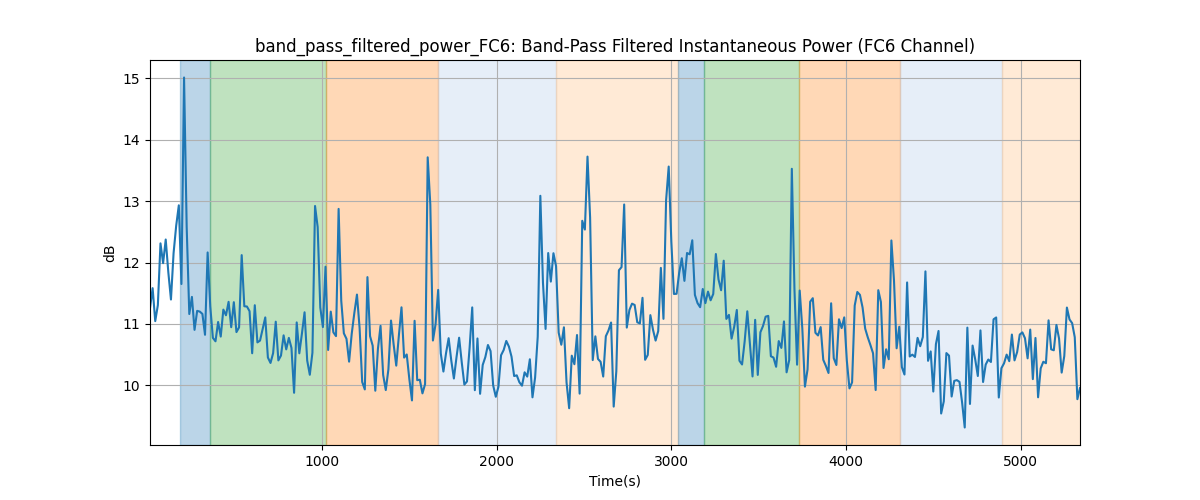 band_pass_filtered_power_FC6: Band-Pass Filtered Instantaneous Power (FC6 Channel)
15
14
13
12
11
10
dB
1000 2000 3000 4000 5000
Time(s)